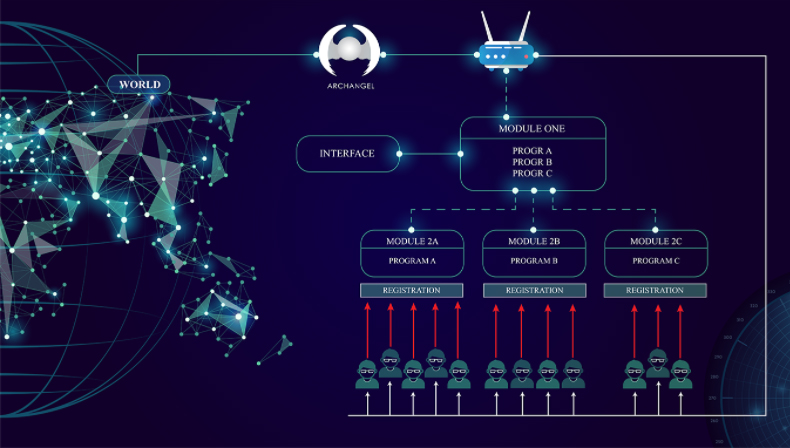 WORLD
ARCHANGEL
MODULE ONE
PROGR A
PROGR B
PROGR C
INTERFACE
MODULE 2A
PROGRAM A
MODULE 2B
PROGRAM B
MODULE 2C
PROGRAM C
REGISTRATION
REGISTRATION
REGISTRATION